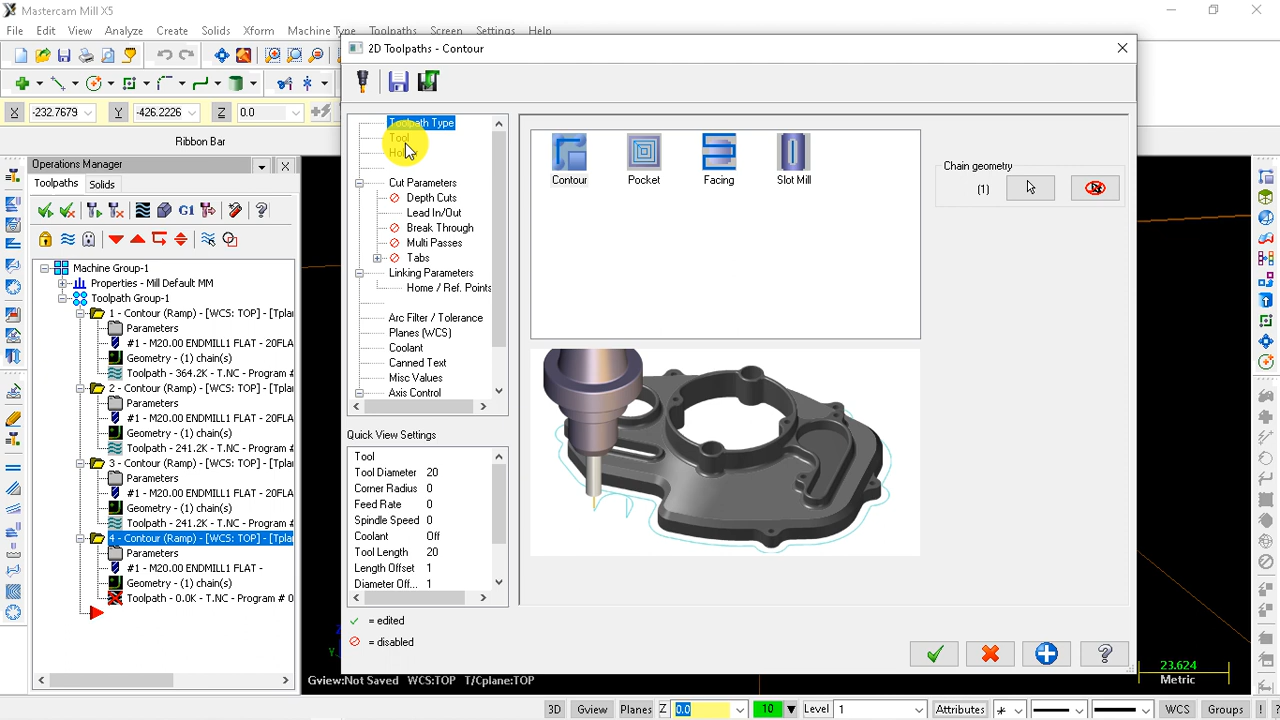 Mastercam Mill X5
File Edit View Analyze Create Solids Xform Machine Type Toolpaths Screen Settings Help
2D Toolpaths - Contour
X -232.7679 Y -426.2226 Z 0.0
Ribbon Bar
Operations Manager
Toolpaths Solids
G1
Machine Group-1
Properties - Mill Default MM
Toolpath Group-1
1 - Contour (Ramp) - [WCS: TOP] - [Tplan
Parameters
#1 - M20.00 ENDMILL1 FLAT - 20FLA
Geometry - (1) chain(s)
Toolpath - 364.2K - T.NC - Program #
2 - Contour (Ramp) - [WCS: TOP] - [Tplan
Parameters
#1 - M20.00 ENDMILL1 FLAT - 20FLA
Geometry - (1) chain(s)
Toolpath - 241.2K - T.NC - Program #
3 - Contour (Ramp) - [WCS: TOP] - [Tplan
Parameters
#1 - M20.00 ENDMILL1 FLAT - 20FLA
Geometry - (1) chain(s)
Toolpath - 241.2K - T.NC - Program #
4 - Contour (Ramp) - [WCS: TOP] - [Tplan
Parameters
#1 - M20.00 ENDMILL1 FLAT -
Geometry - (1) chain(s)
Toolpath - 0.0K - T.NC - Program # 0
Toolpath Type
Tool
Cut Parameters
Depth Cuts
Lead In/Out
Break Through
Multi Passes
Tabs
Linking Parameters
Home / Ref. Points
Arc Filter / Tolerance
Planes (WCS)
Coolant
Canned Text
Misc Values
Axis Control
Quick View Settings
Tool
Tool Diameter 20
Corner Radius 0
Feed Rate 0
Spindle Speed 0
Coolant Off
Tool Length 20
Length Offset 1
Diameter Off... 1
= edited
= disabled
Contour Pocket Facing Slot Mill
Chain geometry
(1)
Y
23.624
Metric
Gview:Not Saved WCS:TOP T/Cplane:TOP
3D Gview Planes Z 0.0 10 Level 1 Attributes WCS Groups